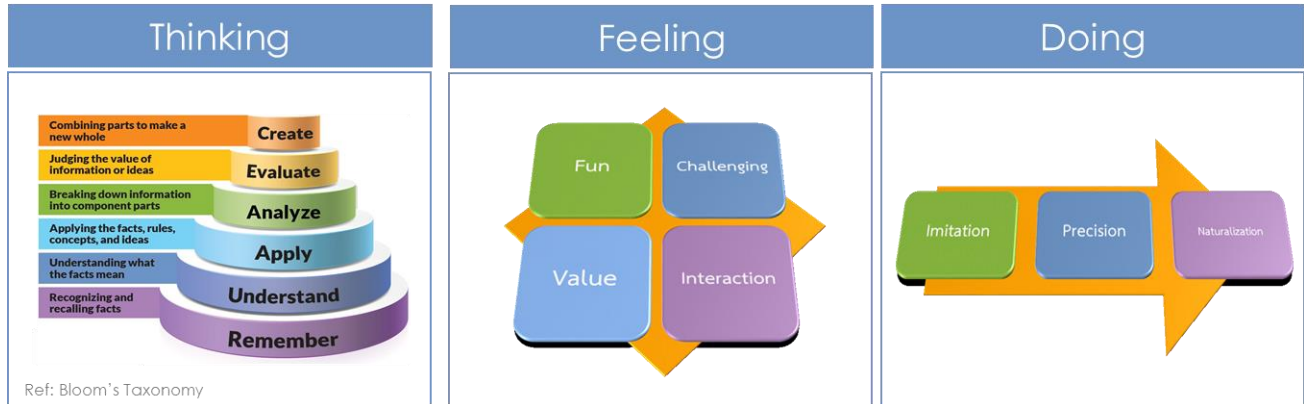 Thinking
Combining parts to make a
new whole
Create
Judging the value of
information or ideas
Evaluate
Breaking down information
into component parts
Analyze
Applying the facts, rules,
concepts, and ideas
Apply
Understanding what
the facts mean
Understand
Recognizing and
recalling facts
Remember
Ref: Bloom's Taxonomy
Feeling
Fun
Challenging
Value
Interaction
Doing
Imitation
Precision
Naturalization